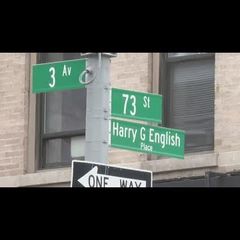 3 Av
73 St
Harry G English
Place
ONE WAY